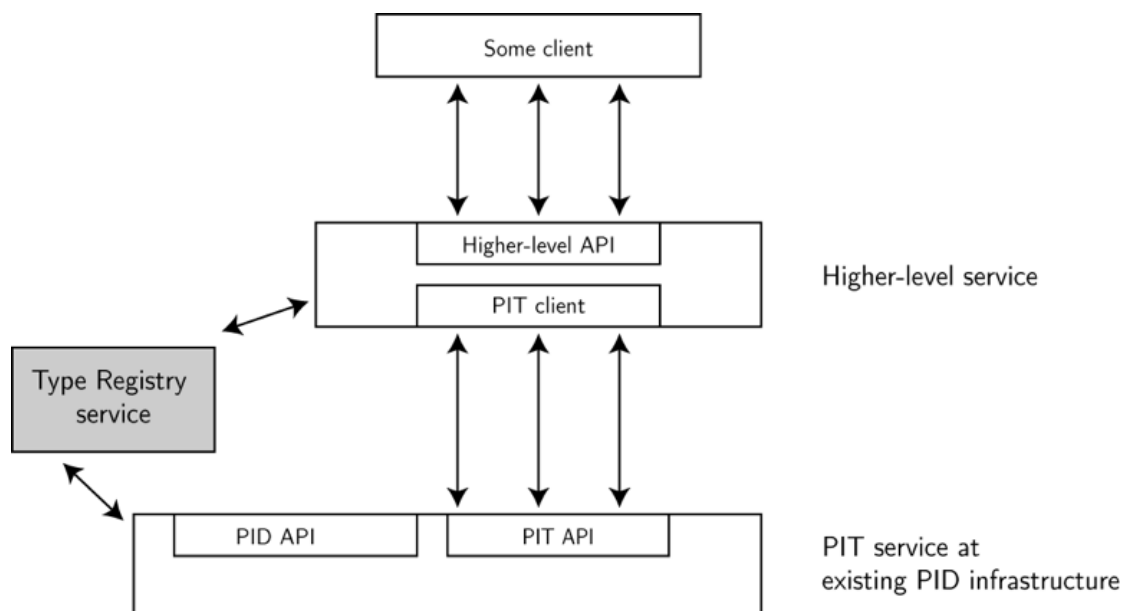 Some client
Higher-level API
Higher-level service
PIT client
Type Registry
service
PID API
PIT API
PIT service at
existing PID infrastructure